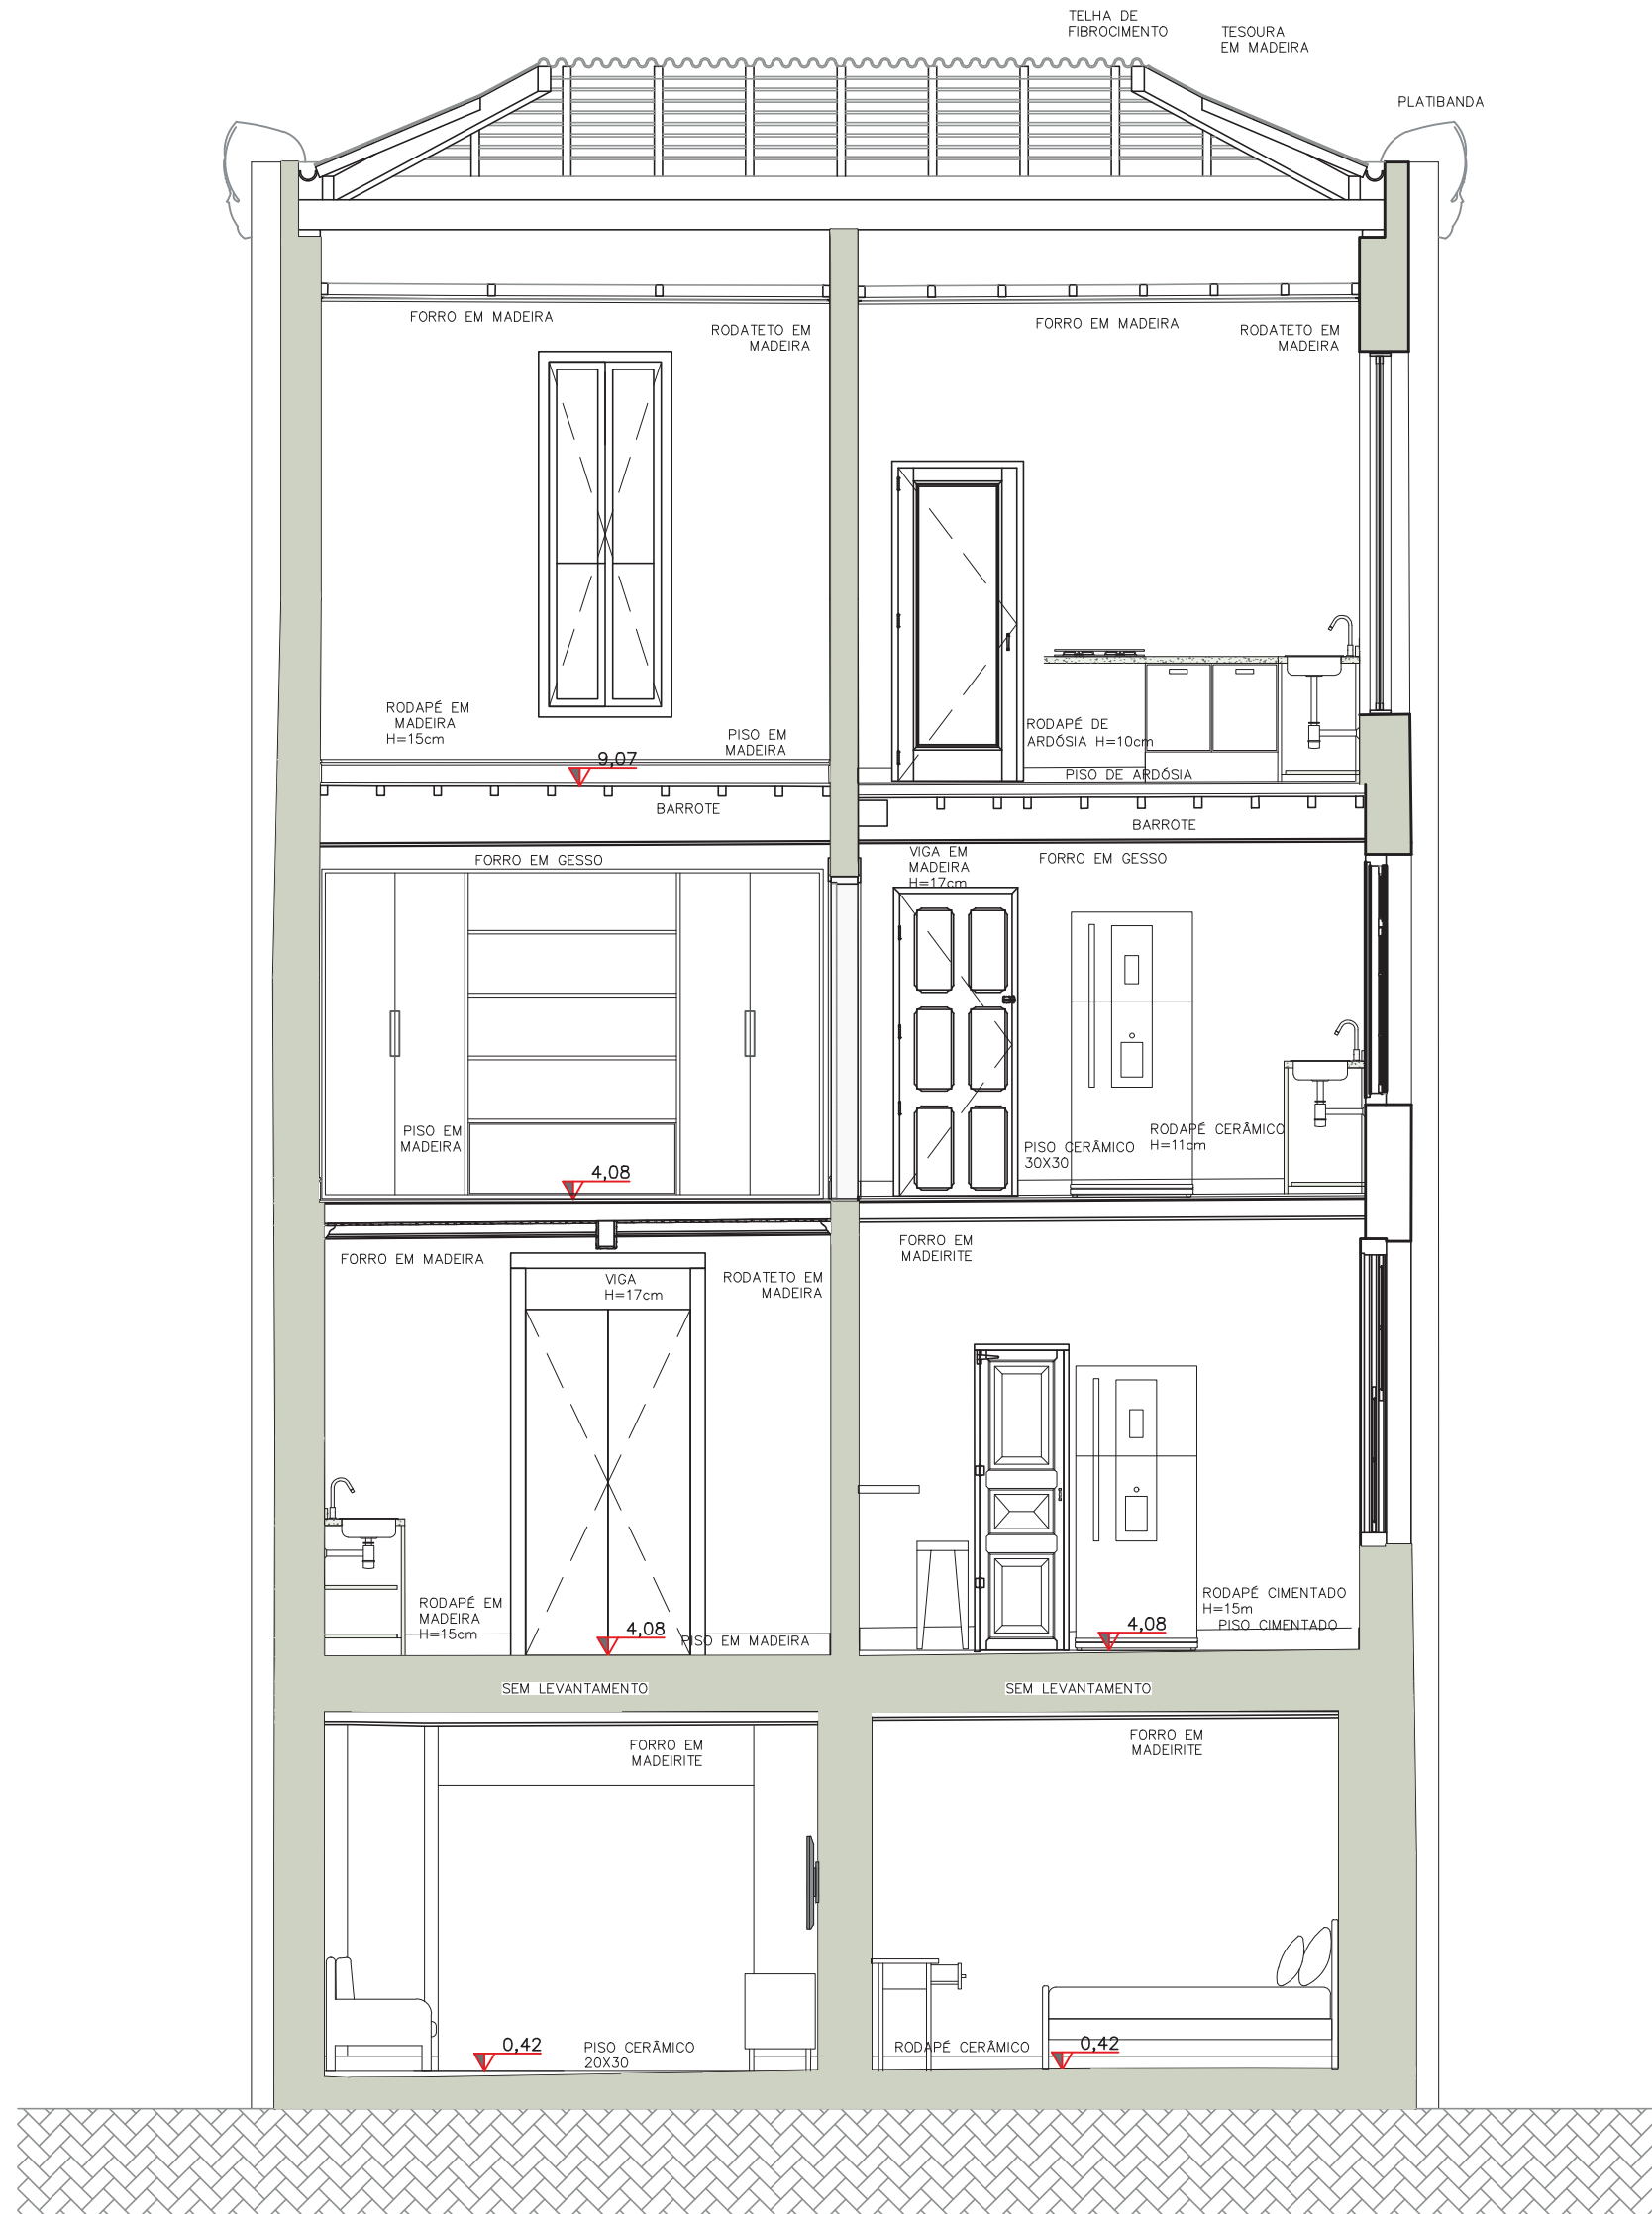 TELHA DE
FIBROCIMENTO
TESOURA
EM MADEIRA
PLATIBANDA
FORRO EM MADEIRA
RODATETO EM
MADEIRA
FORRO EM MADEIRA
RODATETO EM
MADEIRA
RODAPÉ EM
MADEIRA
H=15cm
PISO EM
MADEIRA
9,07
RODAPÉ DE
ARDÓSIA H=10cm
PISO DE ARDÓSIA
BARROTE
BARROTE
FORRO EM GESSO
VIGA EM
MADEIRA
H=17cm
FORRO EM GESSO
PISO EM
MADEIRA
4,08
PISO CERÂMICO
30X30
RODAPÉ CERÂMICO
H=11cm
FORRO EM MADEIRA
VIGA
H=17cm
RODATETO EM
MADEIRA
FORRO EM
MADEIRITE
RODAPÉ EM
MADEIRA
H=15cm
4,08
PISO EM MADEIRA
4,08
RODAPÉ CIMENTADO
H=15m
PISO CIMENTADO
SEM LEVANTAMENTO
SEM LEVANTAMENTO
FORRO EM
MADEIRITE
FORRO EM
MADEIRITE
0,42
PISO CERÂMICO
20X30
RODAPÉ CERÂMICO
0,42